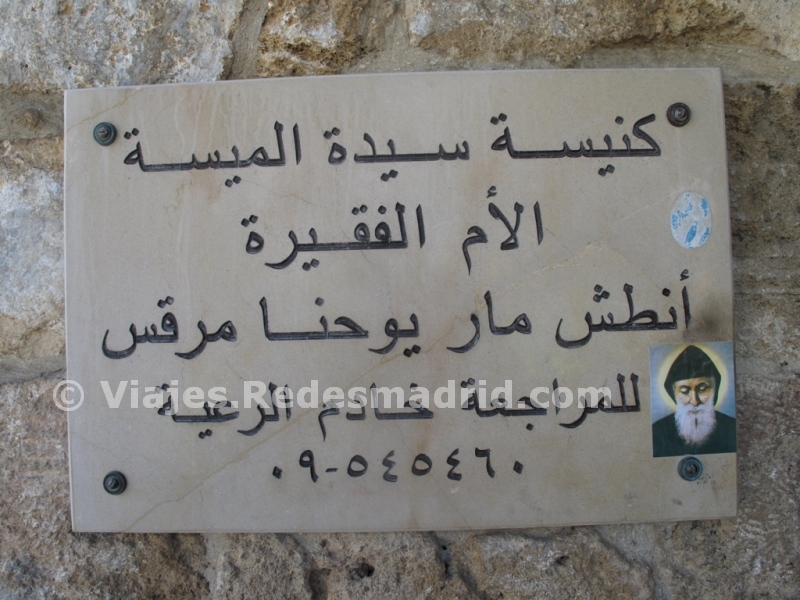 كنيسة سيدة الميسة
الأم الفقيرة
أنطش مار يوحنا مرقس
للمراجعة خادم الرعية
٠٩-٥٤٥٤٦٠
© Viajes.Redesmadrid.com